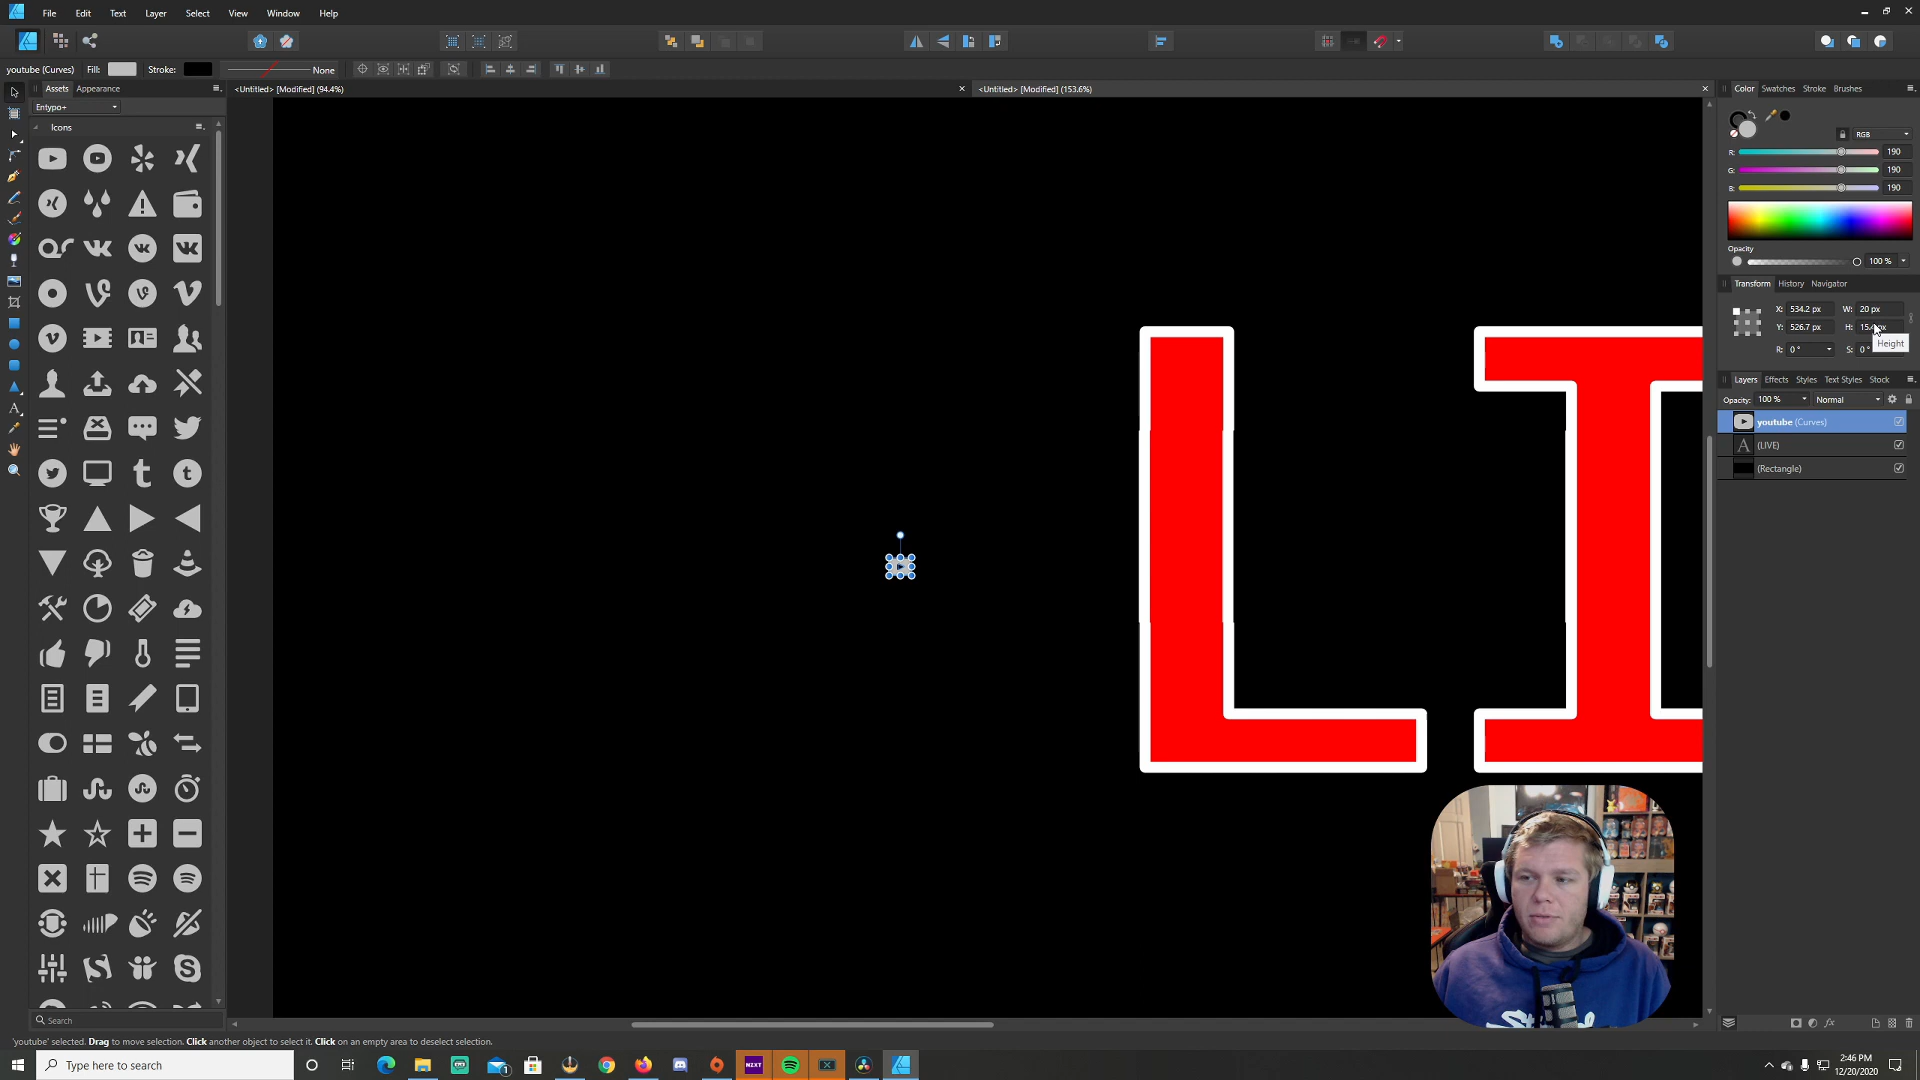 File Edit Text Layer Select View Window Help
youtube (Curves) Fill: Stroke: None
Assets Appearance
<Untitled> [Modified] (94.4%)
<Untitled> [Modified] (153.6%)
Color Swatches Stroke Brushes
Entypo+
Icons
RGB
R: 190
G: 190
B: 190
Opacity
100 %
Transform History Navigator
X: 534.2 px W: 20 px
Y: 526.7 px H:
R: 0 ° S: 0 °
Height
Layers Effects Styles Text Styles Stock
Opacity: 100 % Normal
youtube (Curves)
A (LIVE)
(Rectangle)
LI
Search
'youtube' selected. Drag to move selection. Click another object to select it. Click on an empty area to deselect selection.
Type here to search
NZXT
2:46 PM
12/20/2020